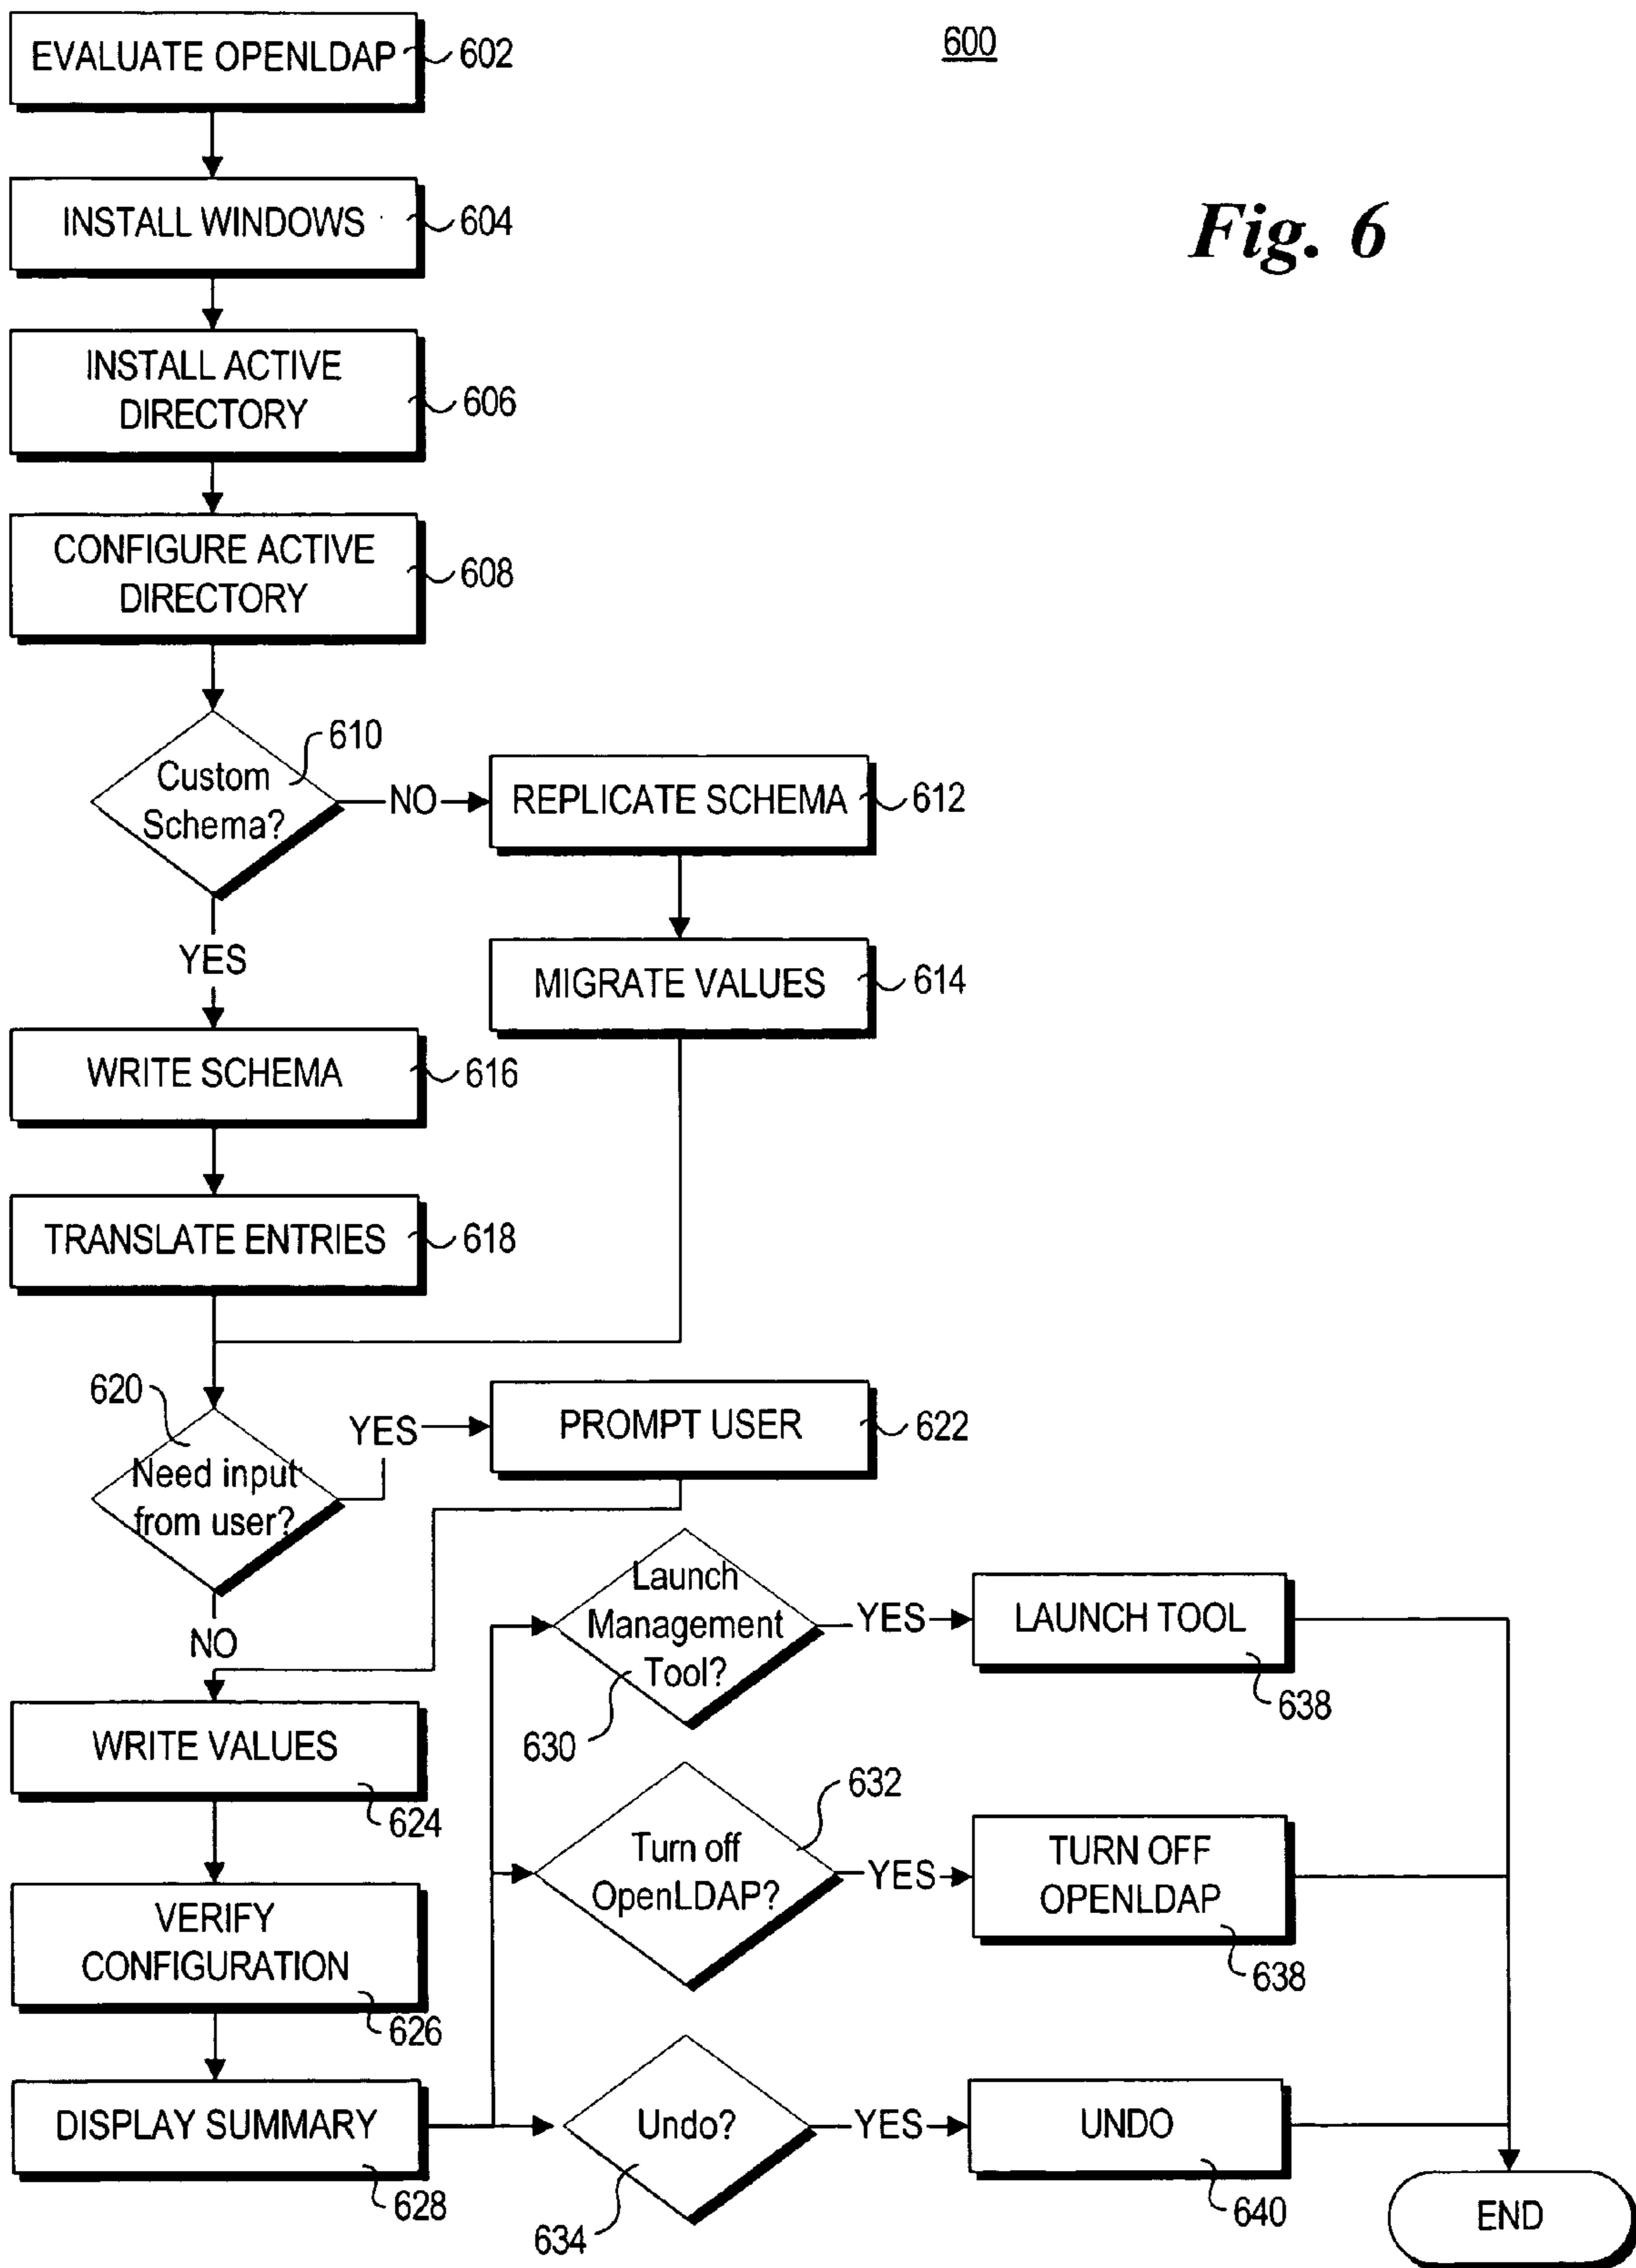 EVALUATE OPENLDAP
602
600
INSTALL WINDOWS
604
Fig. 6
INSTALL ACTIVE
DIRECTORY
606
CONFIGURE ACTIVE
DIRECTORY
608
610
Custom
Schema?
NO
REPLICATE SCHEMA
612
YES
MIGRATE VALUES
614
WRITE SCHEMA
616
TRANSLATE ENTRIES
618
620
Need input
from user?
YES
PROMPT USER
622
NO
Launch
Management
Tool?
630
YES
LAUNCH TOOL
638
WRITE VALUES
624
632
Turn off
OpenLDAP?
YES
TURN OFF
OPENLDAP
638
VERIFY
CONFIGURATION
626
DISPLAY SUMMARY
628
Undo?
634
YES
UNDO
640
END